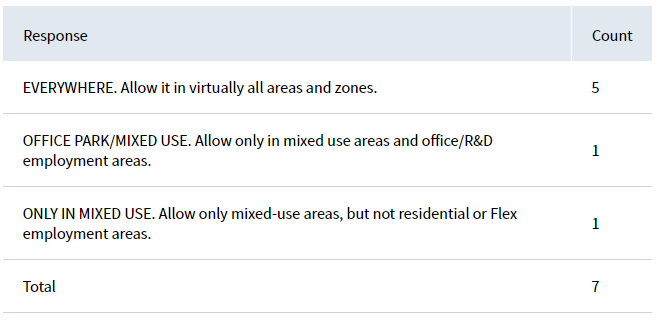 Response Count
EVERYWHERE. Allow it in virtually all areas and zones. 5
OFFICE PARK/MIXED USE. Allow only in mixed use areas and office/R&D
employment areas.
1
ONLY IN MIXED USE. Allow only mixed-use areas, but not residential or Flex
employment areas.
1
Total 7